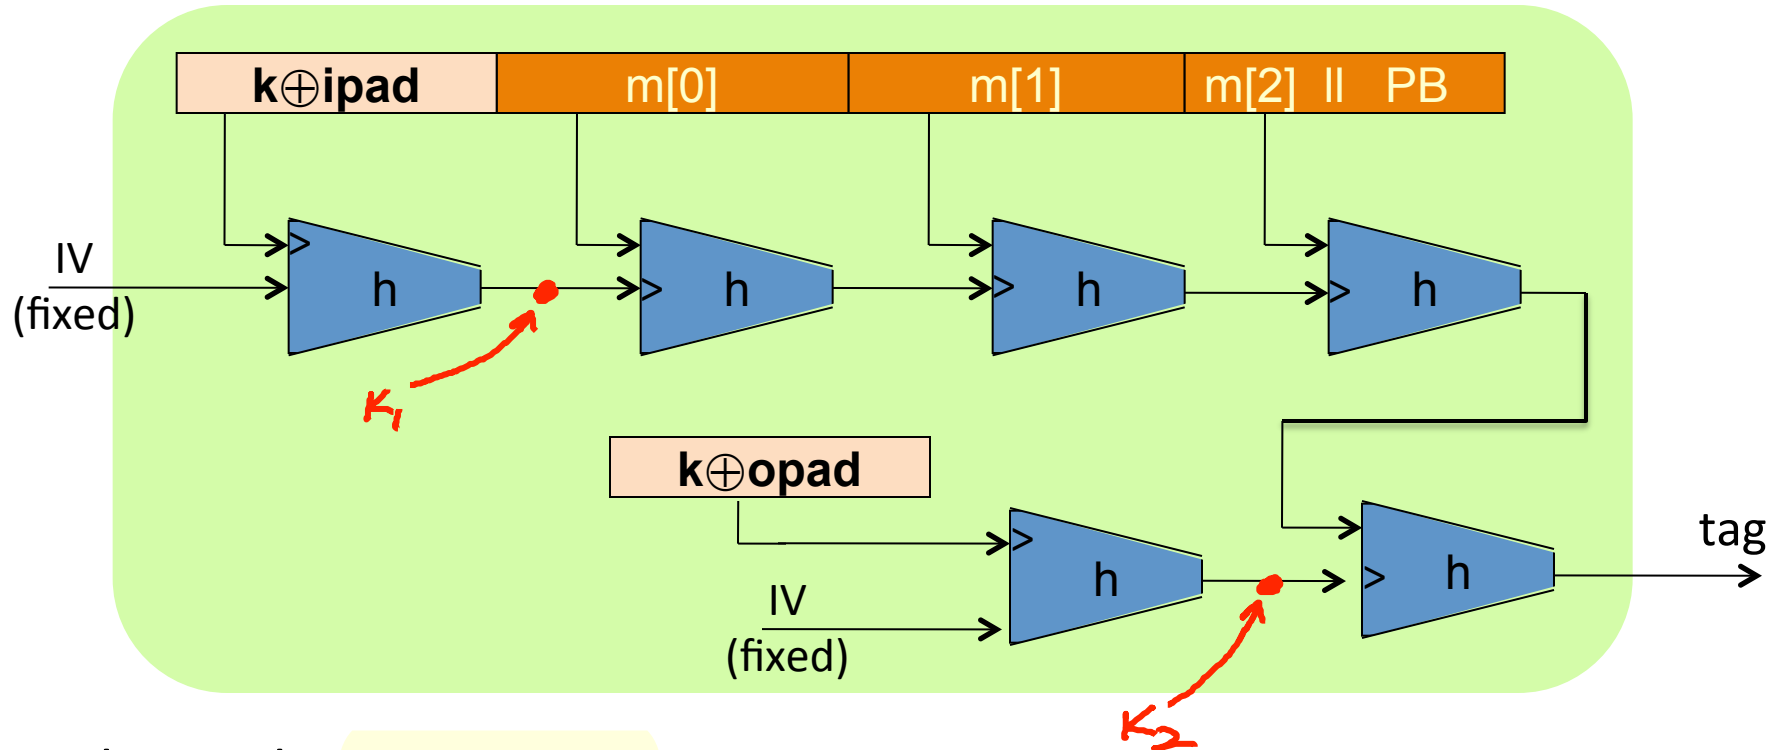 k⊕ipad m[0] m[1] m[2] ll PB
> h > h > h > h
IV
(fixed)
K1
k⊕opad
> h > h
tag
IV
(fixed)
K2